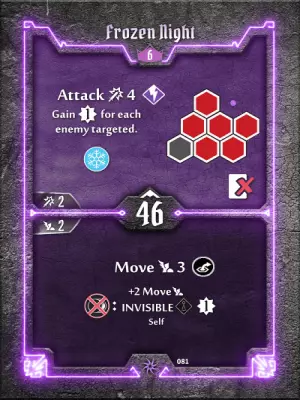 Frozen Night
6
Attack 4
Gain 1 for each
enemy targeted.
2
46
2
Move 3
+2 Move
: INVISIBLE 1
Self
081